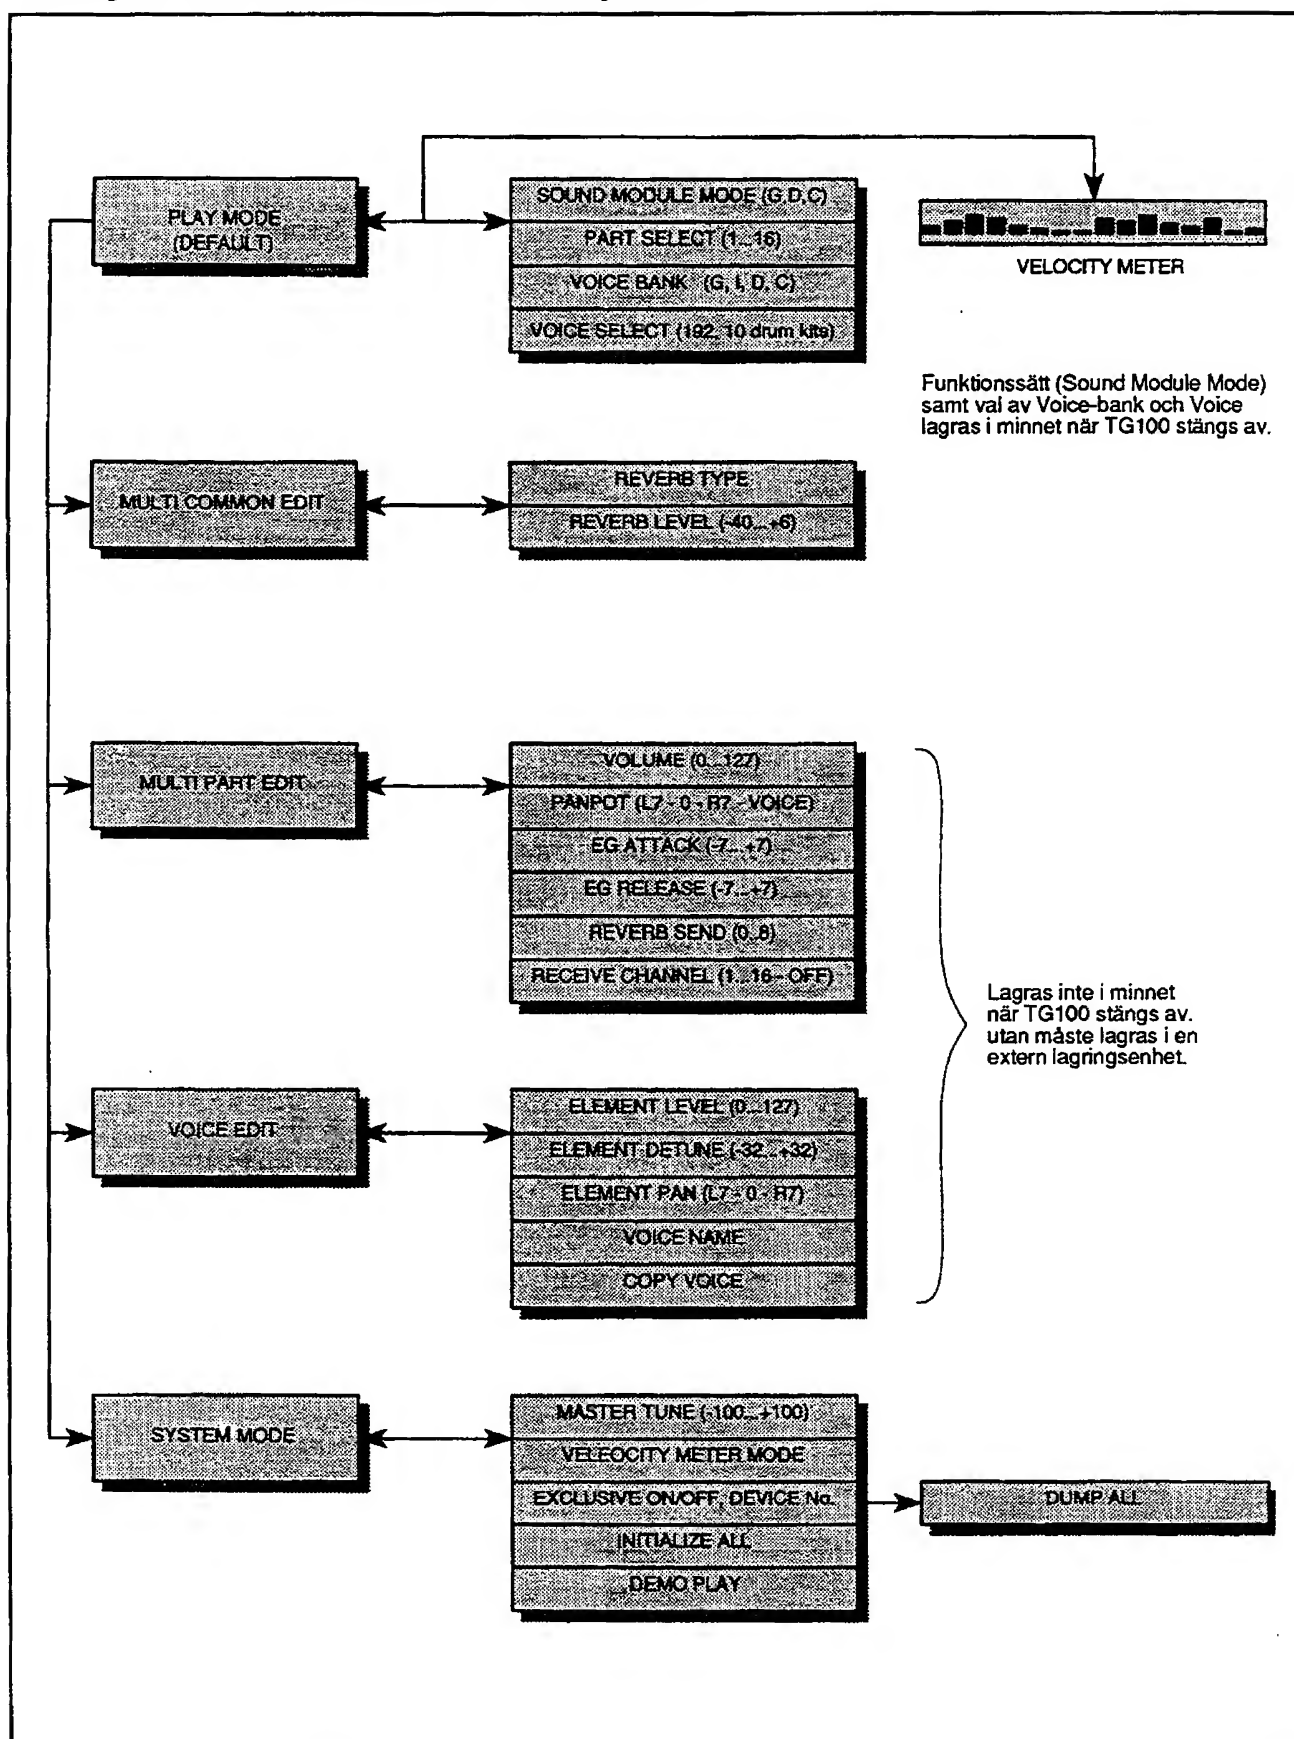 PLAY MODE
(DEFAULT)
SOUND MODULE MODE (G,D,C)
PART SELECT (1...16)
VOICE BANK (G, I, D, C)
VOICE SELECT (192, 10 drum kits)
VELOCITY METER
Funktionssätt (Sound Module Mode)
samt val av Voice-bank och Voice
lagras i minnet när TG100 stängs av.
MULTI COMMON EDIT
REVERB TYPE
REVERB LEVEL (-40...+6)
MULTI PART EDIT
VOLUME (0...127)
PANPOT (L7 - 0 - R7 - VOICE)
EG ATTACK (-7...+7)
EG RELEASE (-7...+7)
REVERB SEND (0..8)
RECEIVE CHANNEL (1...16 - OFF)
Lagras inte i minnet
när TG100 stängs av.
utan måste lagras i en
extern lagringsenhet.
VOICE EDIT
ELEMENT LEVEL (0...127)
ELEMENT DETUNE (-32...+32)
ELEMENT PAN (L7 - 0 - R7)
VOICE NAME
COPY VOICE
SYSTEM MODE
MASTER TUNE (-100...+100)
VELEOCITY METER MODE
EXCLUSIVE ON/OFF, DEVICE No.
INITIALIZE ALL
DEMO PLAY
DUMP ALL